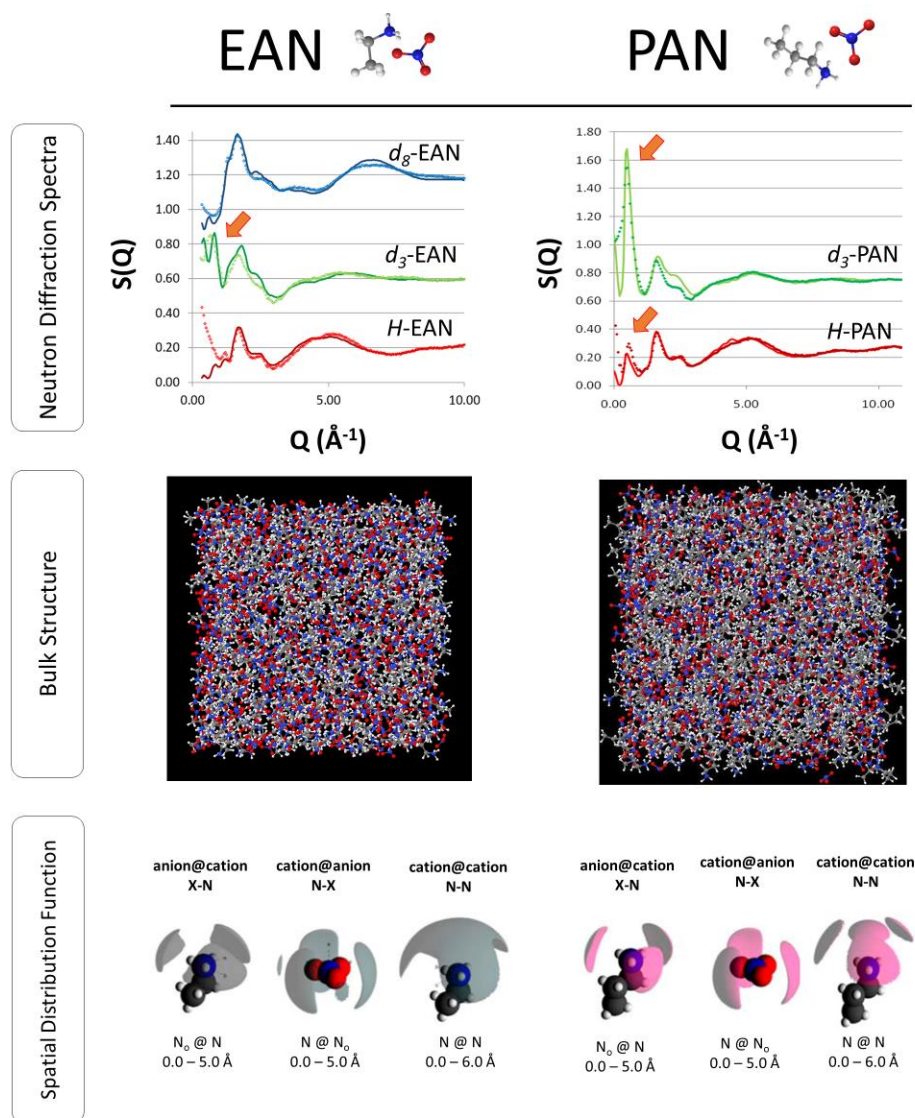 EAN
PAN
Neutron Diffraction Spectra
S(Q)
1.40
1.20
1.00
0.80
0.60
0.40
0.20
0.00
0.00
5.00
10.00
d8-EAN
d3-EAN
H-EAN
Q (Å-1)
S(Q)
1.80
1.60
1.40
1.20
1.00
0.80
0.60
0.40
0.20
0.00
0.00
5.00
10.00
d3-PAN
H-PAN
Q (Å-1)
Bulk Structure
Spatial Distribution Function
anion@cation
X-N
No @ N
0.0 – 5.0 Å
cation@anion
N-X
N @ No
0.0 – 5.0 Å
cation@cation
N-N
N @ N
0.0 – 6.0 Å
anion@cation
X-N
No @ N
0.0 – 5.0 Å
cation@anion
N-X
N @ No
0.0 – 5.0 Å
cation@cation
N-N
N @ N
0.0 – 6.0 Å